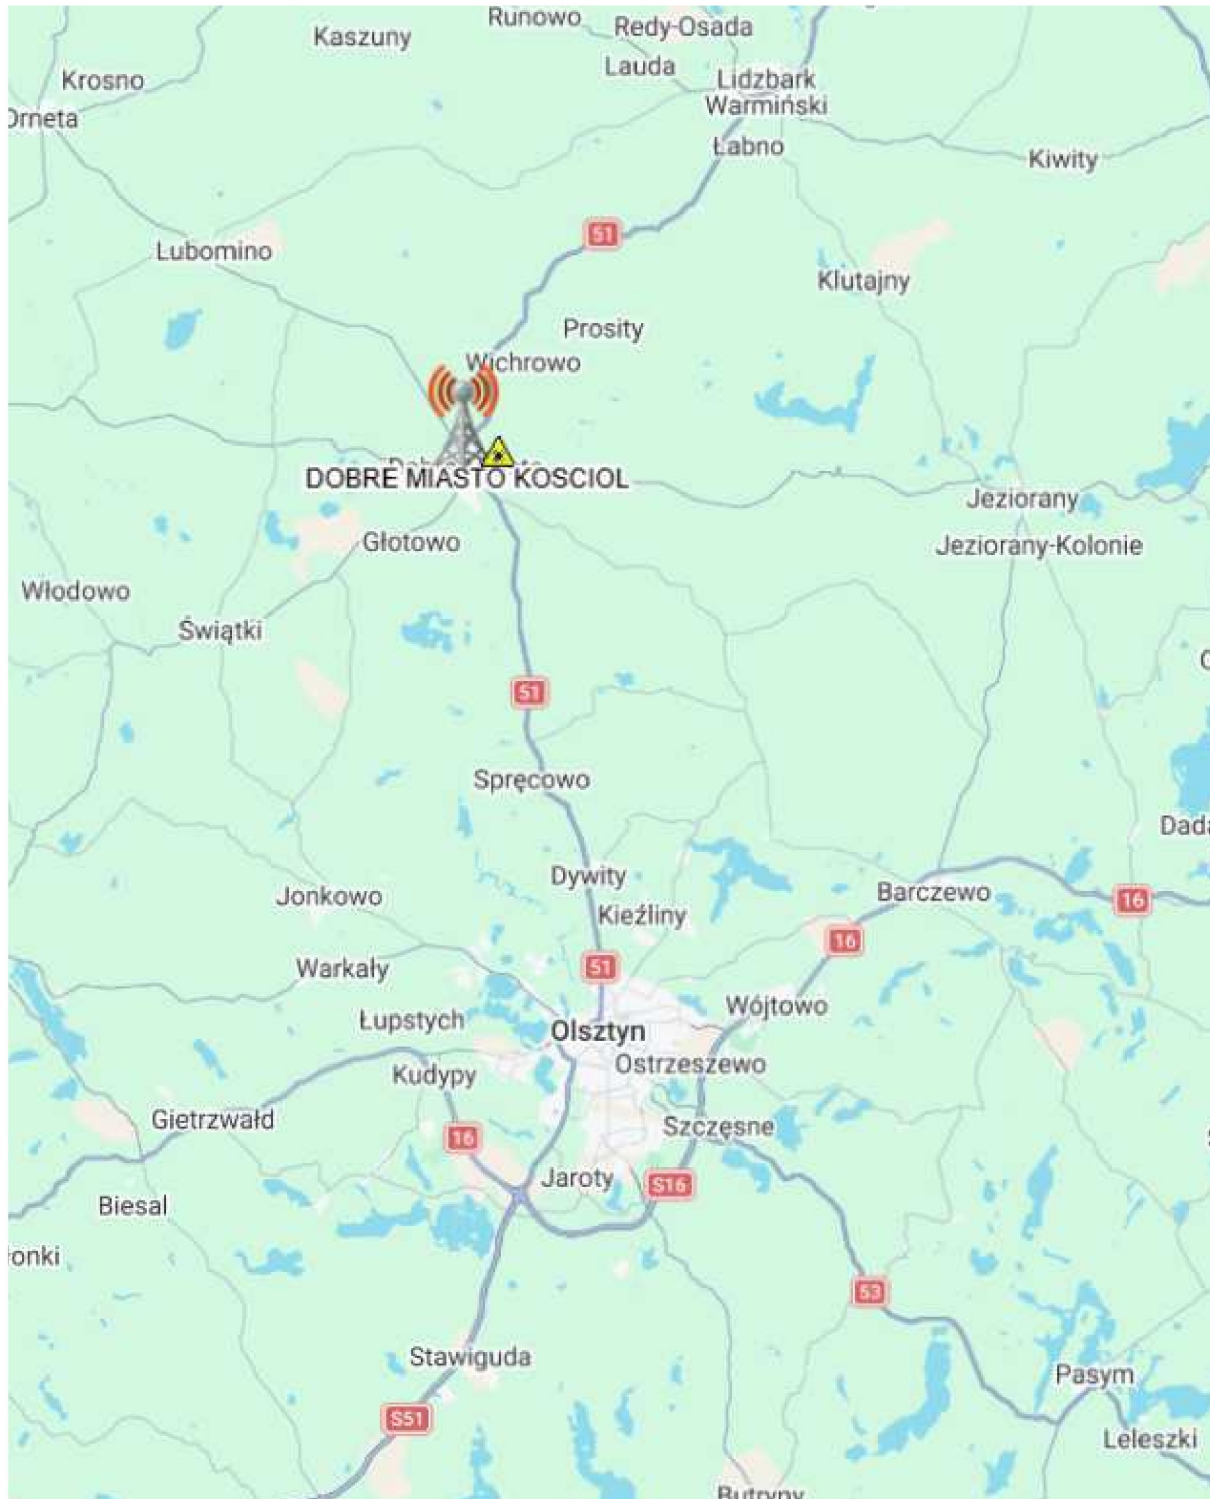 Runowo
Redy-Osada
Kaszuny
Lauda
Krosno
Lidzbark
Warmiński
Orneta
Łabno
Kiwity
51
Lubomino
Klutajny
Prosity
Wichrowo
DOBRE MIASTO KOSCIOL
Jeziorany
Głotowo
Jeziorany-Kolonie
Włodowo
Świątki
51
Spręcowo
Dada
Dywity
Jonkowo
Barczewo
16
Kieźliny
16
51
Warkały
Wójtowo
Łupstych
Olsztyn
Ostrzeszewo
Kudypy
Gietrzwałd
Szczęsne
16
Jaroty
S16
Biesal
onki
53
Stawiguda
Pasym
S51
Leleszki
Butryny